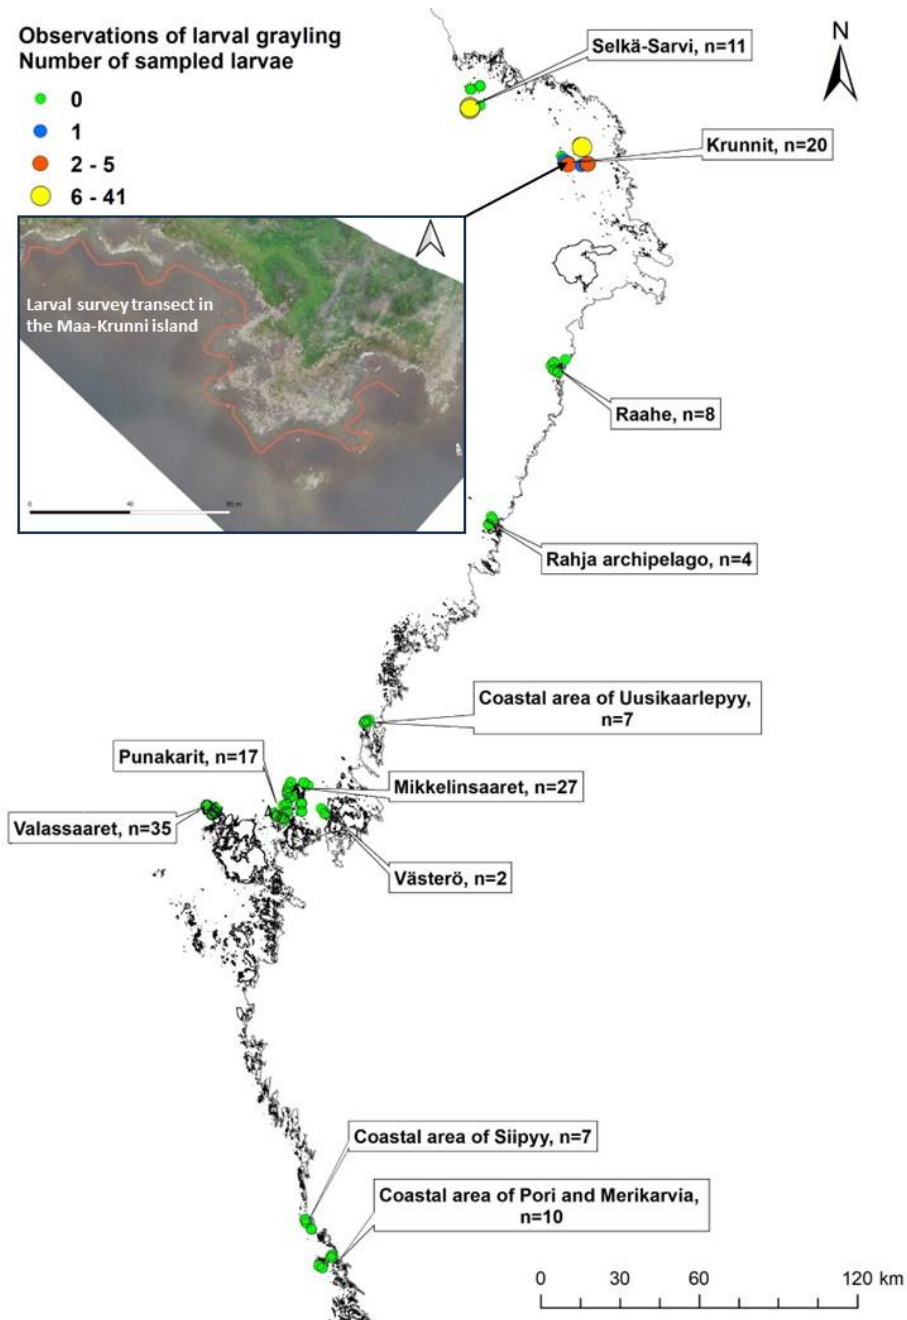 Observations of larval grayling
Number of sampled larvae
0
1
2 - 5
6 - 41
Selkä-Sarvi, n=11
N
Krunnit, n=20
Larval survey transect in
the Maa-Krunni island
0
40
80 m
Raahe, n=8
Rahja archipelago, n=4
Coastal area of Uusikaarlepyy,
n=7
Punakarit, n=17
Mikkelinsaaret, n=27
Valassaaret, n=35
Västerö, n=2
Coastal area of Siipyy, n=7
Coastal area of Pori and Merikarvia,
n=10
0
30
60
120 km